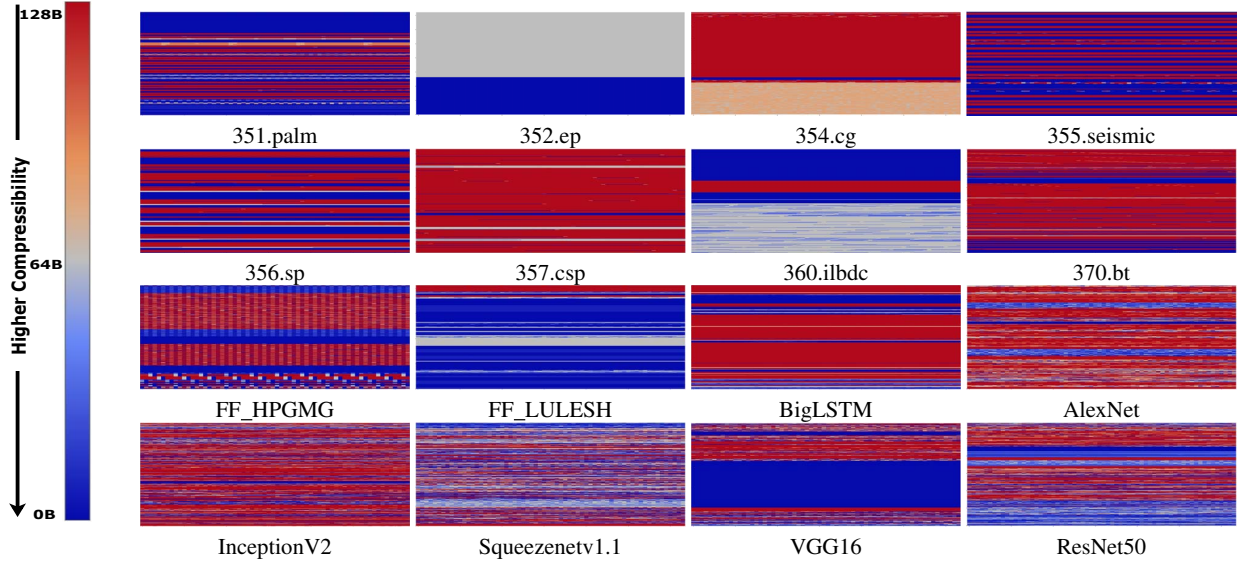 128B
64B
0B
Higher Compressibility
351.palm
352.ep
354.cg
355.seismic
356.sp
357.csp
360.ilbdc
370.bt
FF_HPGMG
FF_LULESH
BigLSTM
AlexNet
InceptionV2
Squeezenetv1.1
VGG16
ResNet50